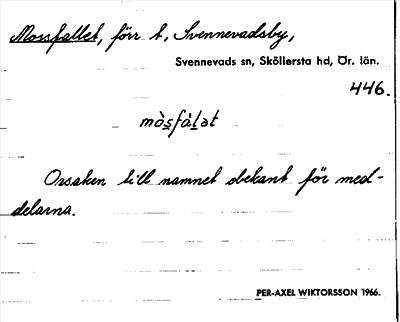 Mossfallet, förr t, Svennevadsby,
Svennevads sn, Sköllersta hd, Ör. län.
446.
mòsfàlat
Orsaken till namnet obekant för med-
delarna.
PER-AXEL WIKTORSSON 1966.